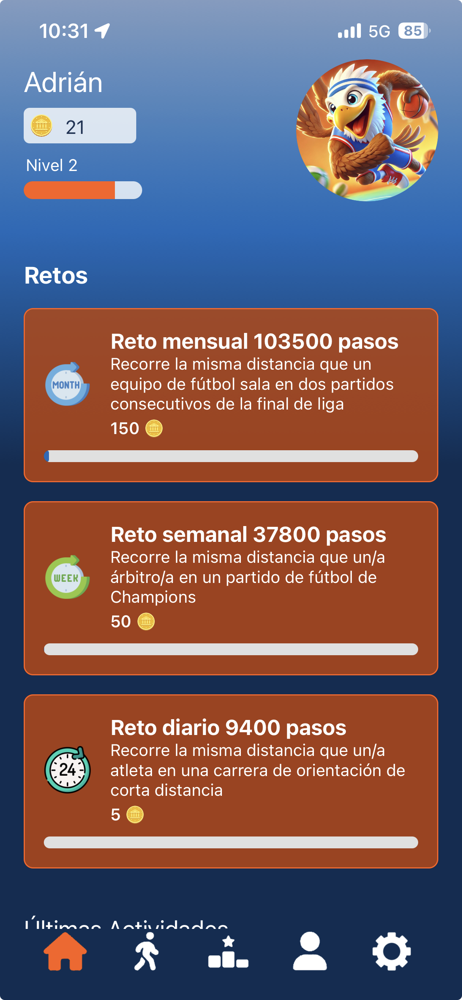 10:31
5G
85
Adrián
21
Nivel 2
Retos
Reto mensual 103500 pasos
Recorre la misma distancia que un
equipo de fútbol sala en dos partidos
consecutivos de la final de liga
150
MONTH
Reto semanal 37800 pasos
Recorre la misma distancia que un/a
árbitro/a en un partido de fútbol de
Champions
50
WEEK
Reto diario 9400 pasos
Recorre la misma distancia que un/a
atleta en una carrera de orientación de
corta distancia
5
24
Últimas Actividades